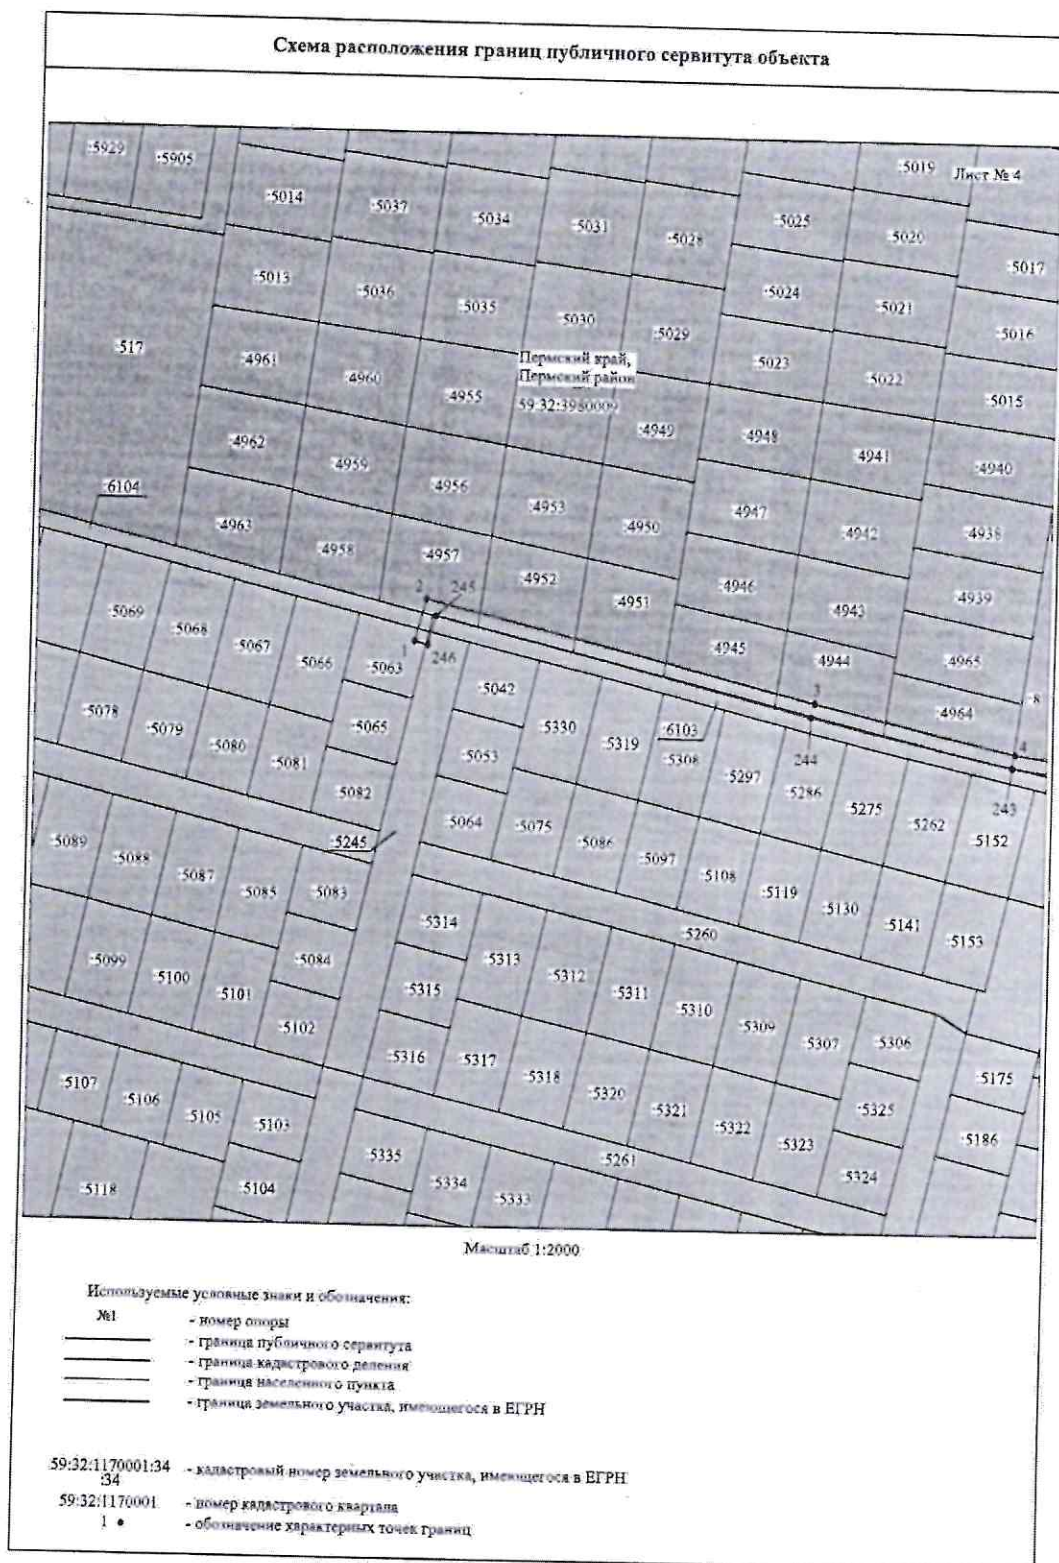 Схема расположения границ публичного сервитута объекта
Лист № 4
:5929 :5905 :5019
:5014 :5037 :5034 :5031 :5028 :5025 :5020 :5017
:5013 :5036 :5035 :5030 :5029 :5024 :5021 :5016
:517 :4961 :4960 :4955 :4949 :5023 :5022 :5015
Пермский край,
Пермский район
59:32:3980009
:4962 :4959 :4956 :4953 :4950 :4948 :4941 :4940
:6104 :4963 :4958 :4957 :4952 :4951 :4947 :4942 :4938
:4946 :4943 :4939
:4945 :4944 :4965
:4964 :8
2 245
1 246
3
244
4
243
:5069 :5068 :5067 :5066 :5063
:5042 :5330 :5319 :6103 :5308 :5297 :5286 :5275 :5262 :5152
:5078 :5079 :5080 :5081 :5065 :5082
:5053 :5064 :5075 :5086 :5097 :5108 :5119 :5130 :5141 :5153
:5245
:5089 :5088 :5087 :5085 :5083
:5260
:5099 :5100 :5101 :5084 :5102
:5314 :5313 :5312 :5311 :5310 :5309 :5307 :5306
:5315 :5316 :5317 :5318 :5320 :5321 :5322 :5323 :5325 :5324
:5175 :5186
:5107 :5106 :5105 :5103
:5261
:5118 :5104 :5335 :5334 :5333
Масштаб 1:2000
Используемые условные знаки и обозначения:
№1 - номер опоры
- граница публичного сервитута
- граница кадастрового деления
- граница населенного пункта
- граница земельного участка, имеющегося в ЕГРН
59:32:1170001:34
:34 - кадастровый номер земельного участка, имеющегося в ЕГРН
59:32:1170001 - номер кадастрового квартала
1 • - обозначение характерных точек границ